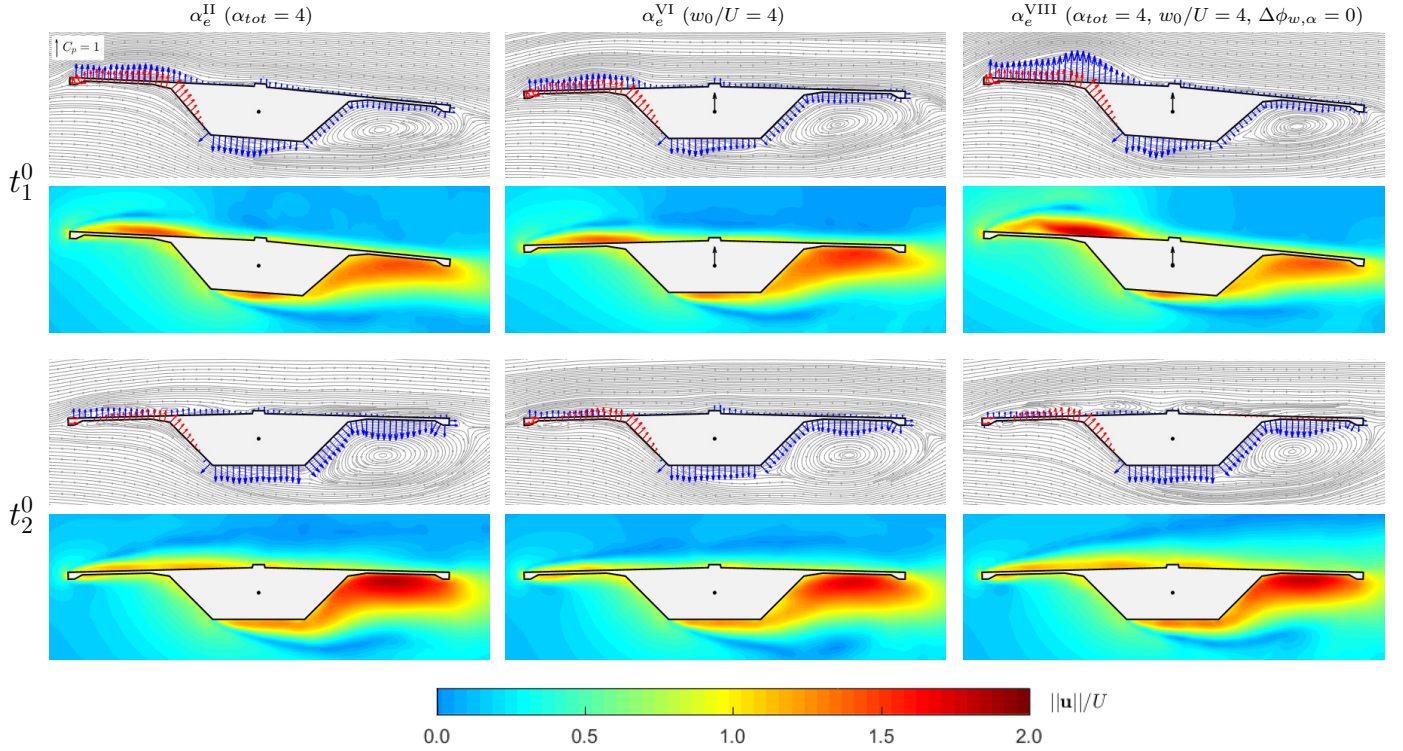 α_e^II (α_tot = 4)
α_e^VI (w_0/U = 4)
α_e^VIII (α_tot = 4, w_0/U = 4, Δϕ_w,α = 0)
C_p = 1
t_1^0
t_2^0
||u||/U
0.0 0.5 1.0 1.5 2.0